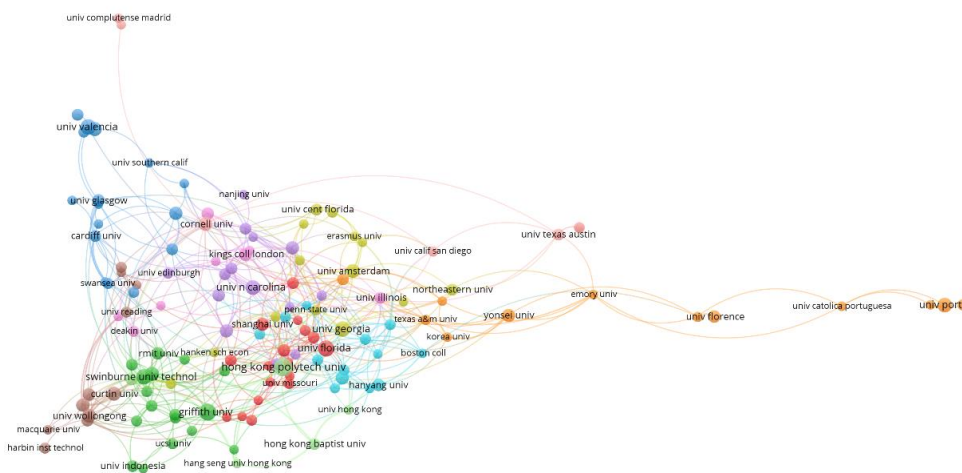 univ complutense madrid
univ valencia
univ southern calif
nanjing univ
univ glasgow
univ cent florida
cornell univ
cardiff univ
erasmus univ
univ texas austin
kings coll london
univ calif san diego
univ edinburgh
univ amsterdam
swansea univ
univ n carolina
northeastern univ
emory univ
univ illinois
univ reading
penn state univ
univ catolica portuguesa
univ port
yonsei univ
univ florence
texas a&m univ
shanghai univ
deakin univ
univ georgia
korea univ
univ florida
rmit univ
hanken sch econ
boston coll
hong kong polytech univ
swinburne univ technol
univ missouri
hanyang univ
curtin univ
univ hong kong
griffith univ
univ wollongong
macquarie univ
ucsi univ
hong kong baptist univ
harbin inst technol
hang seng univ hong kong
univ indonesia